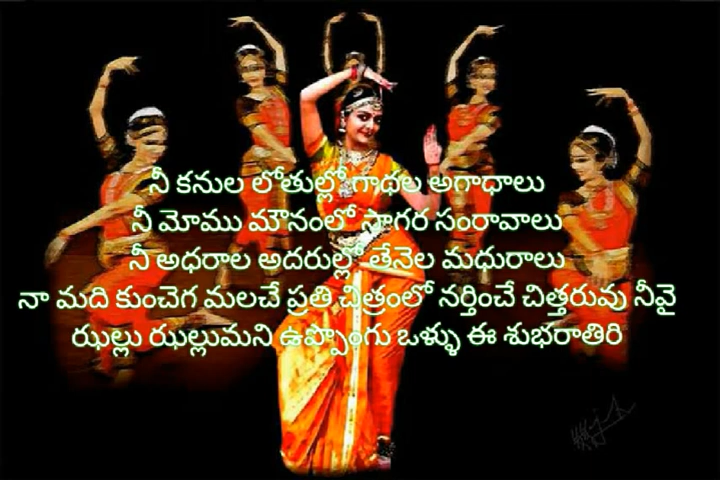 నీ కనుల లోతుల్లో గాథల అగాధాలు
నీ మోము మౌనంలో సాగర సంరావాలు
నీ అధరాల అదరుల్లో తేనెల మధురాలు
నా మది కుంచెగ మలచే ప్రతి చిత్రంలో నర్తించే చిత్తరువు నీవై
ఝల్లు ఝల్లుమని ఉప్పొంగు ఒళ్ళు ఈ శుభరాతిరి